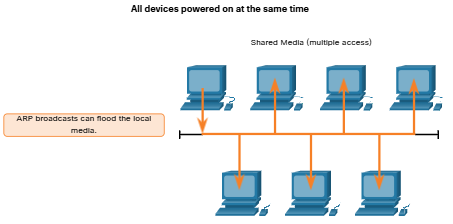 All devices powered on at the same time
Shared Media (multiple access)
ARP broadcasts can flood the local
media.